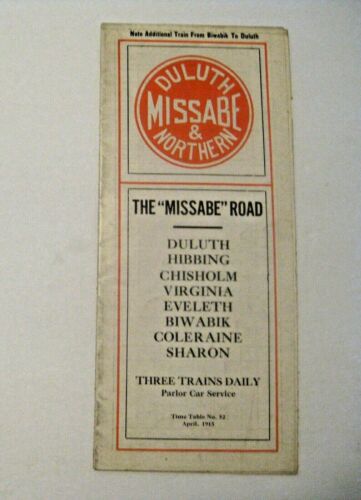 Note Additional Train From Biwabik To Duluth
DULUTH
MISSABE
&
NORTHERN
THE "MISSABE" ROAD
DULUTH
HIBBING
CHISHOLM
VIRGINIA
EVELETH
BIWABIK
COLERAINE
SHARON
THREE TRAINS DAILY
Parlor Car Service
Time Table No. 52
April, 1915